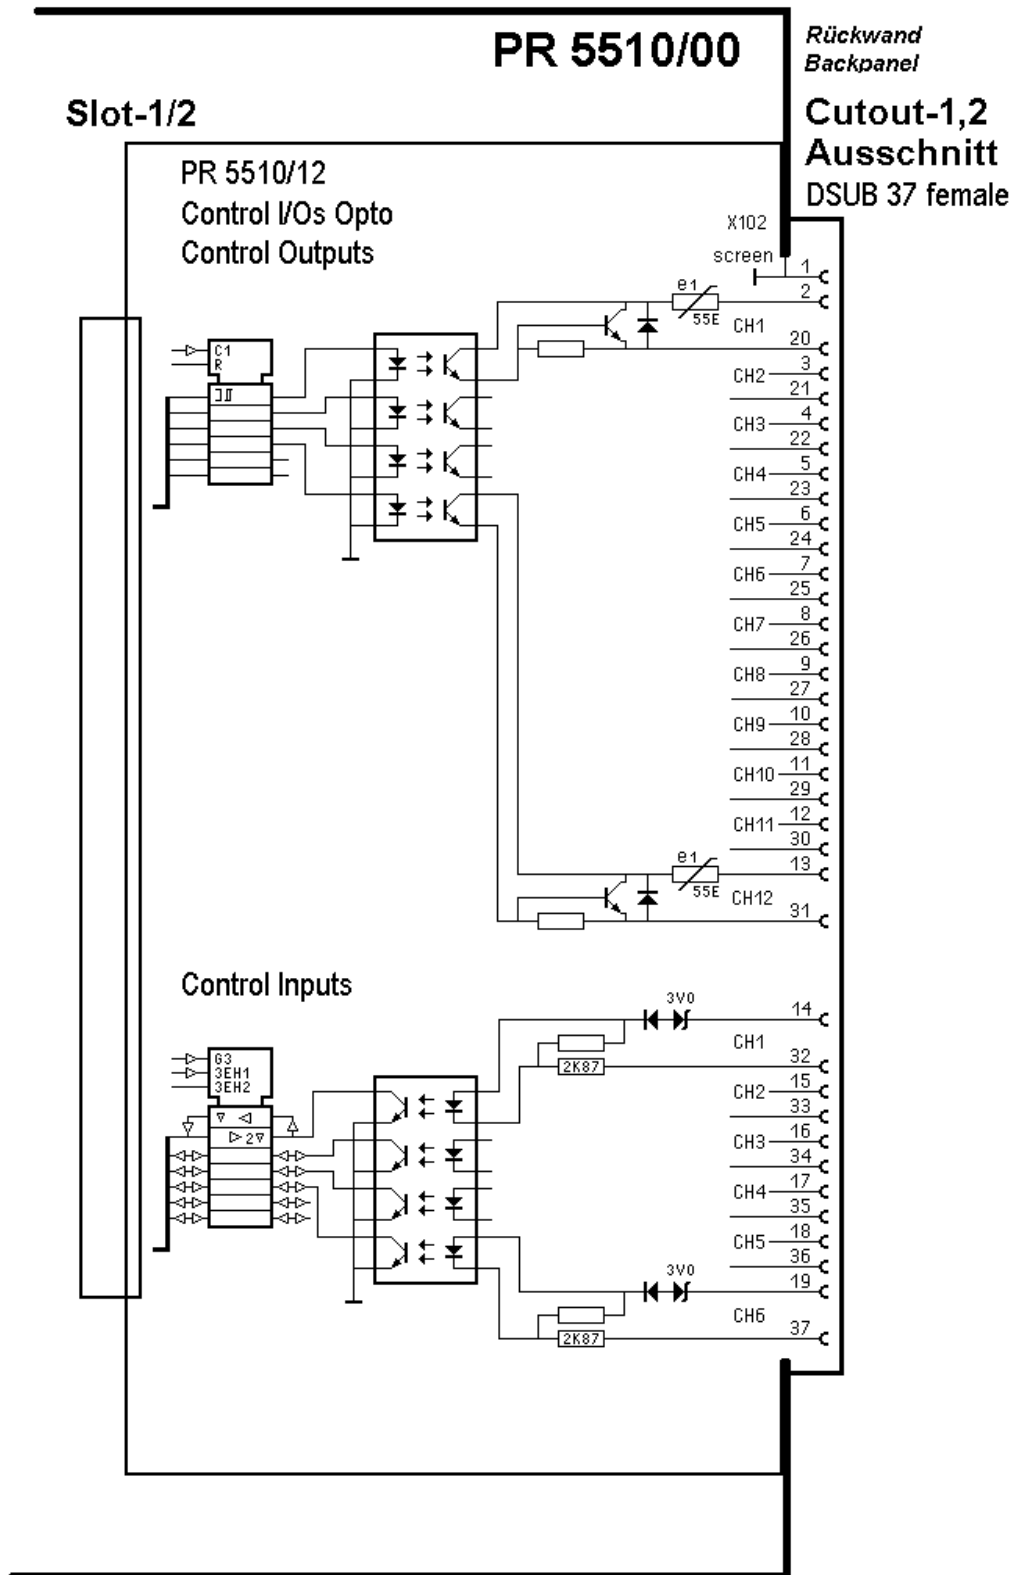 PR 5510/00
Rückwand
Backpanel
Slot-1/2
Cutout-1,2
Ausschnitt
DSUB 37 female
PR 5510/12
Control I/Os Opto
Control Outputs
X102
screen
1
ө1
2
55E
CH1
C1
R
20
3
CH2
21
4
CH3
22
5
CH4
23
6
CH5
24
7
CH6
25
8
CH7
26
9
CH8
27
10
CH9
28
11
CH10
29
12
CH11
30
ө1
13
55E
CH12
31
Control Inputs
3V0
14
CH1
G3
3EH1
3EH2
2K87
32
15
CH2
33
2
16
CH3
34
17
CH4
35
18
CH5
36
3V0
19
CH6
2K87
37